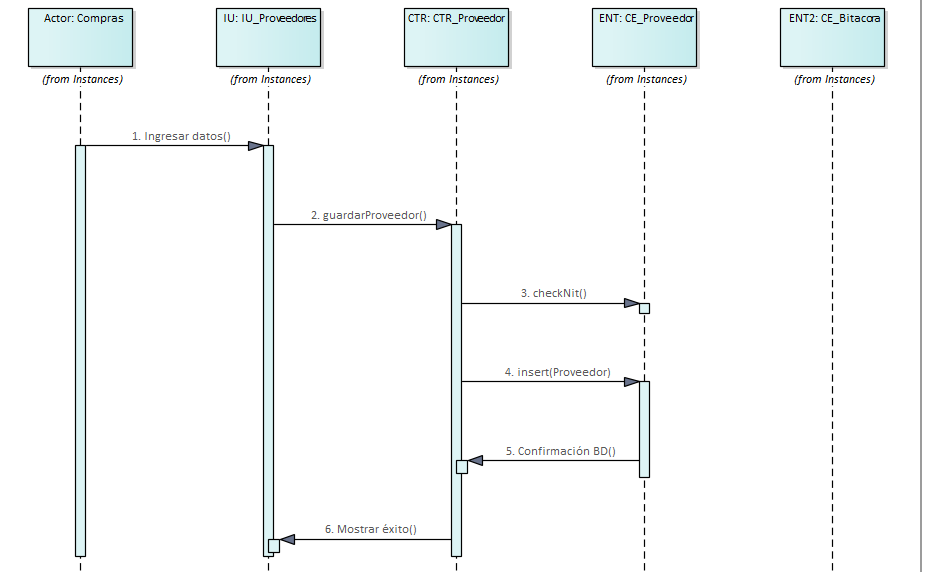 Actor: Compras
IU: IU_Proveedores
CTR: CTR_Proveedor
ENT: CE_Proveedor
ENT2: CE_Bitacora
(from Instances)
(from Instances)
(from Instances)
(from Instances)
(from Instances)
1. Ingresar datos()
2. guardarProveedor()
3. checkNit()
4. insert(Proveedor)
5. Confirmación BD()
6. Mostrar éxito()